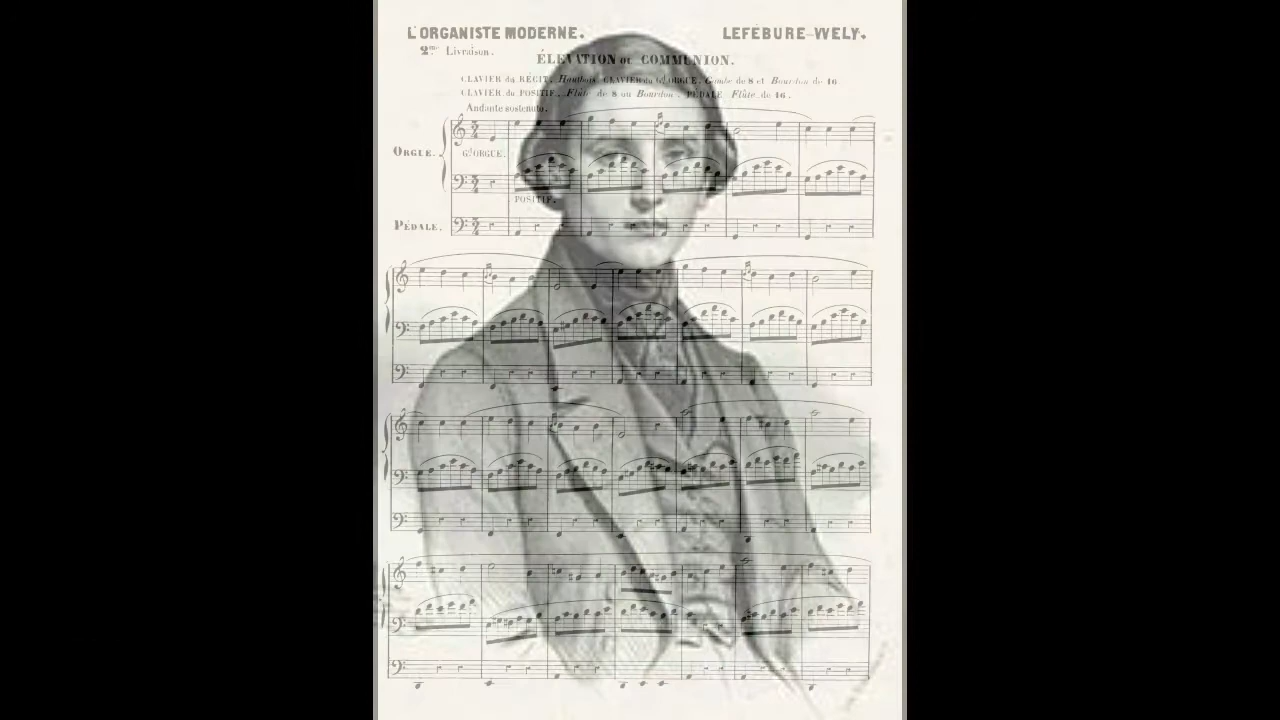 L'ORGANISTE MODERNE. LEFÉBURE-WELY.
2me Livraison.
ÉLÉVATION ou COMMUNION.
CLAVIER du RÉCIT. Hautbois. CLAVIER du Gd ORGUE. Gambe de 8 et Bourdon de 16
CLAVIER du POSITIF. Flûte de 8 ou Bourdon. PÉDALE Flûte de 16.
Andante sostenuto.
ORGUE.
Gd ORGUE.
POSITIF.
PÉDALE.